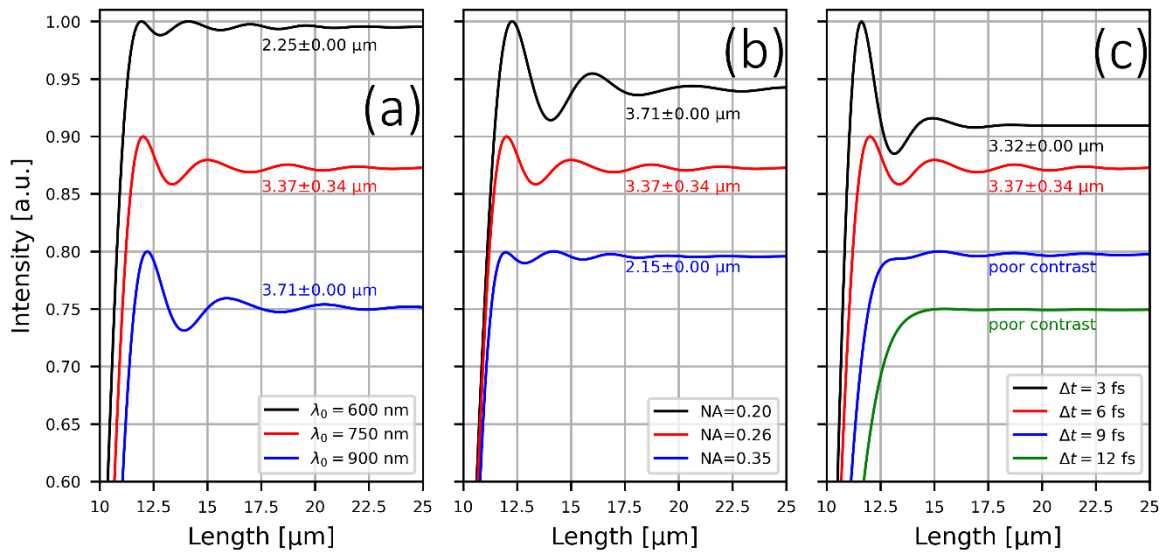 Intensity [a.u.]
1.00
0.95
0.90
0.85
0.80
0.75
0.70
0.65
0.60
(a)
2.25±0.00 μm
3.37±0.34 μm
3.71±0.00 μm
λ₀ = 600 nm
λ₀ = 750 nm
λ₀ = 900 nm
10 12.5 15 17.5 20 22.5 25
Length [μm]
(b)
3.71±0.00 μm
3.37±0.34 μm
2.15±0.00 μm
NA=0.20
NA=0.26
NA=0.35
10 12.5 15 17.5 20 22.5 25
Length [μm]
(c)
3.32±0.00 μm
3.37±0.34 μm
poor contrast
poor contrast
Δt = 3 fs
Δt = 6 fs
Δt = 9 fs
Δt = 12 fs
10 12.5 15 17.5 20 22.5 25
Length [μm]